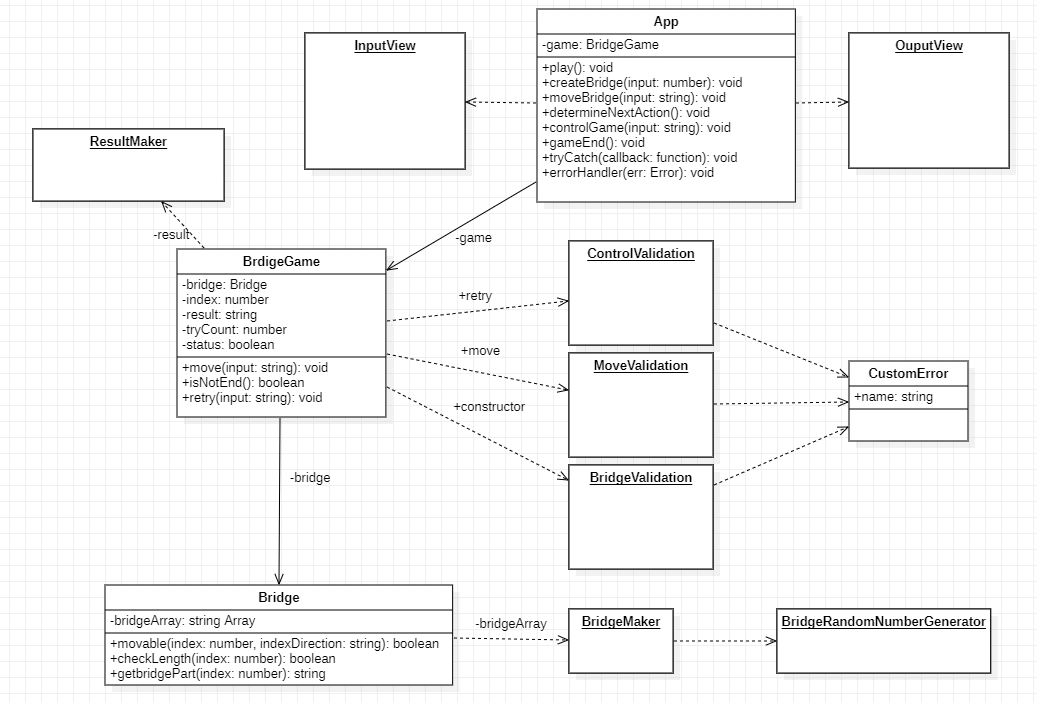 App
-game: BridgeGame
+play(): void
+createBridge(input: number): void
+moveBridge(input: string): void
+determineNextAction(): void
+controlGame(input: string): void
+gameEnd(): void
+tryCatch(callback: function): void
+errorHandler(err: Error): void
InputView
OuputView
ResultMaker
-result
-game
BrdigeGame
-bridge: Bridge
-index: number
-result: string
-tryCount: number
-status: boolean
+move(input: string): void
+isNotEnd(): boolean
+retry(input: string): void
+retry
+move
+constructor
ControlValidation
MoveValidation
BridgeValidation
CustomError
+name: string
-bridge
Bridge
-bridgeArray: string Array
+movable(index: number, indexDirection: string): boolean
+checkLength(index: number): boolean
+getbridgePart(index: number): string
-bridgeArray
BridgeMaker
BridgeRandomNumberGenerator